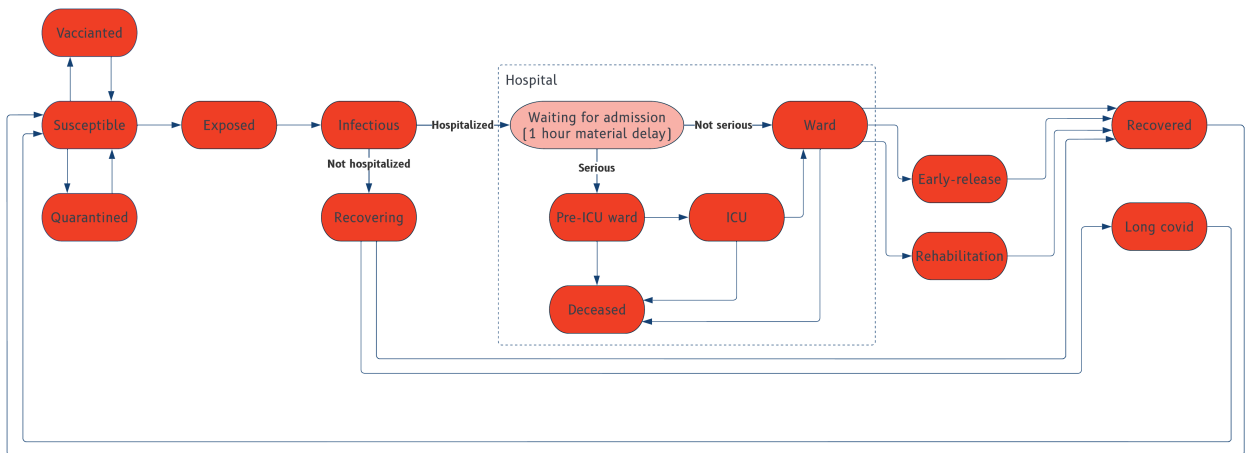 Vaccianted
Hospital
Susceptible
Exposed
Infectious
Hospitalized
Waiting for admission
[1 hour material delay]
Not serious
Ward
Recovered
Not hospitalized
Serious
Early-release
Quarantined
Recovering
Pre-ICU ward
ICU
Long covid
Rehabilitation
Deceased